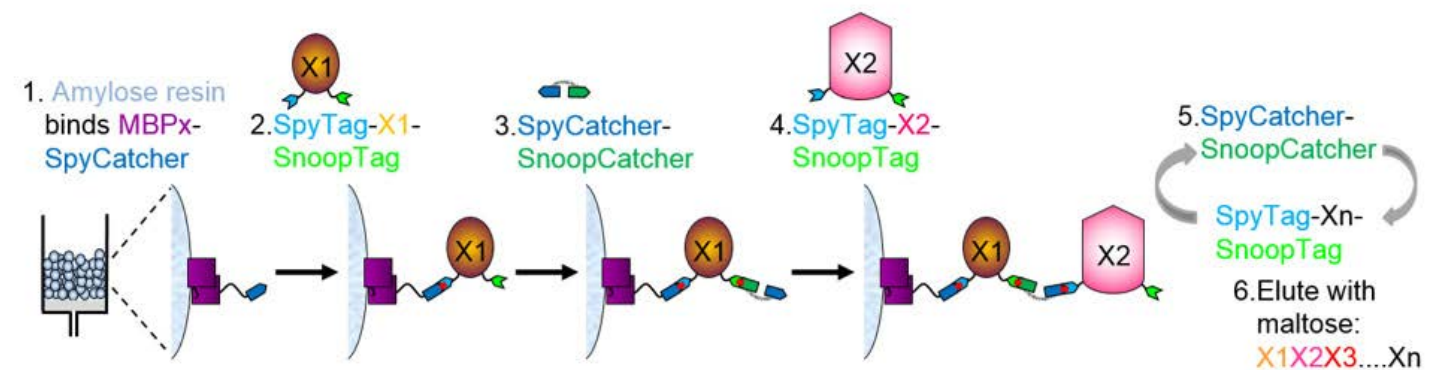 1. Amylose resin
binds MBPx-
SpyCatcher
X1
2.SpyTag-X1-
SnoopTag
3.SpyCatcher-
SnoopCatcher
X2
4.SpyTag-X2-
SnoopTag
5.SpyCatcher-
SnoopCatcher
SpyTag-Xn-
SnoopTag
6.Elute with
maltose:
X1X2X3....Xn
X1
X1
X1
X2